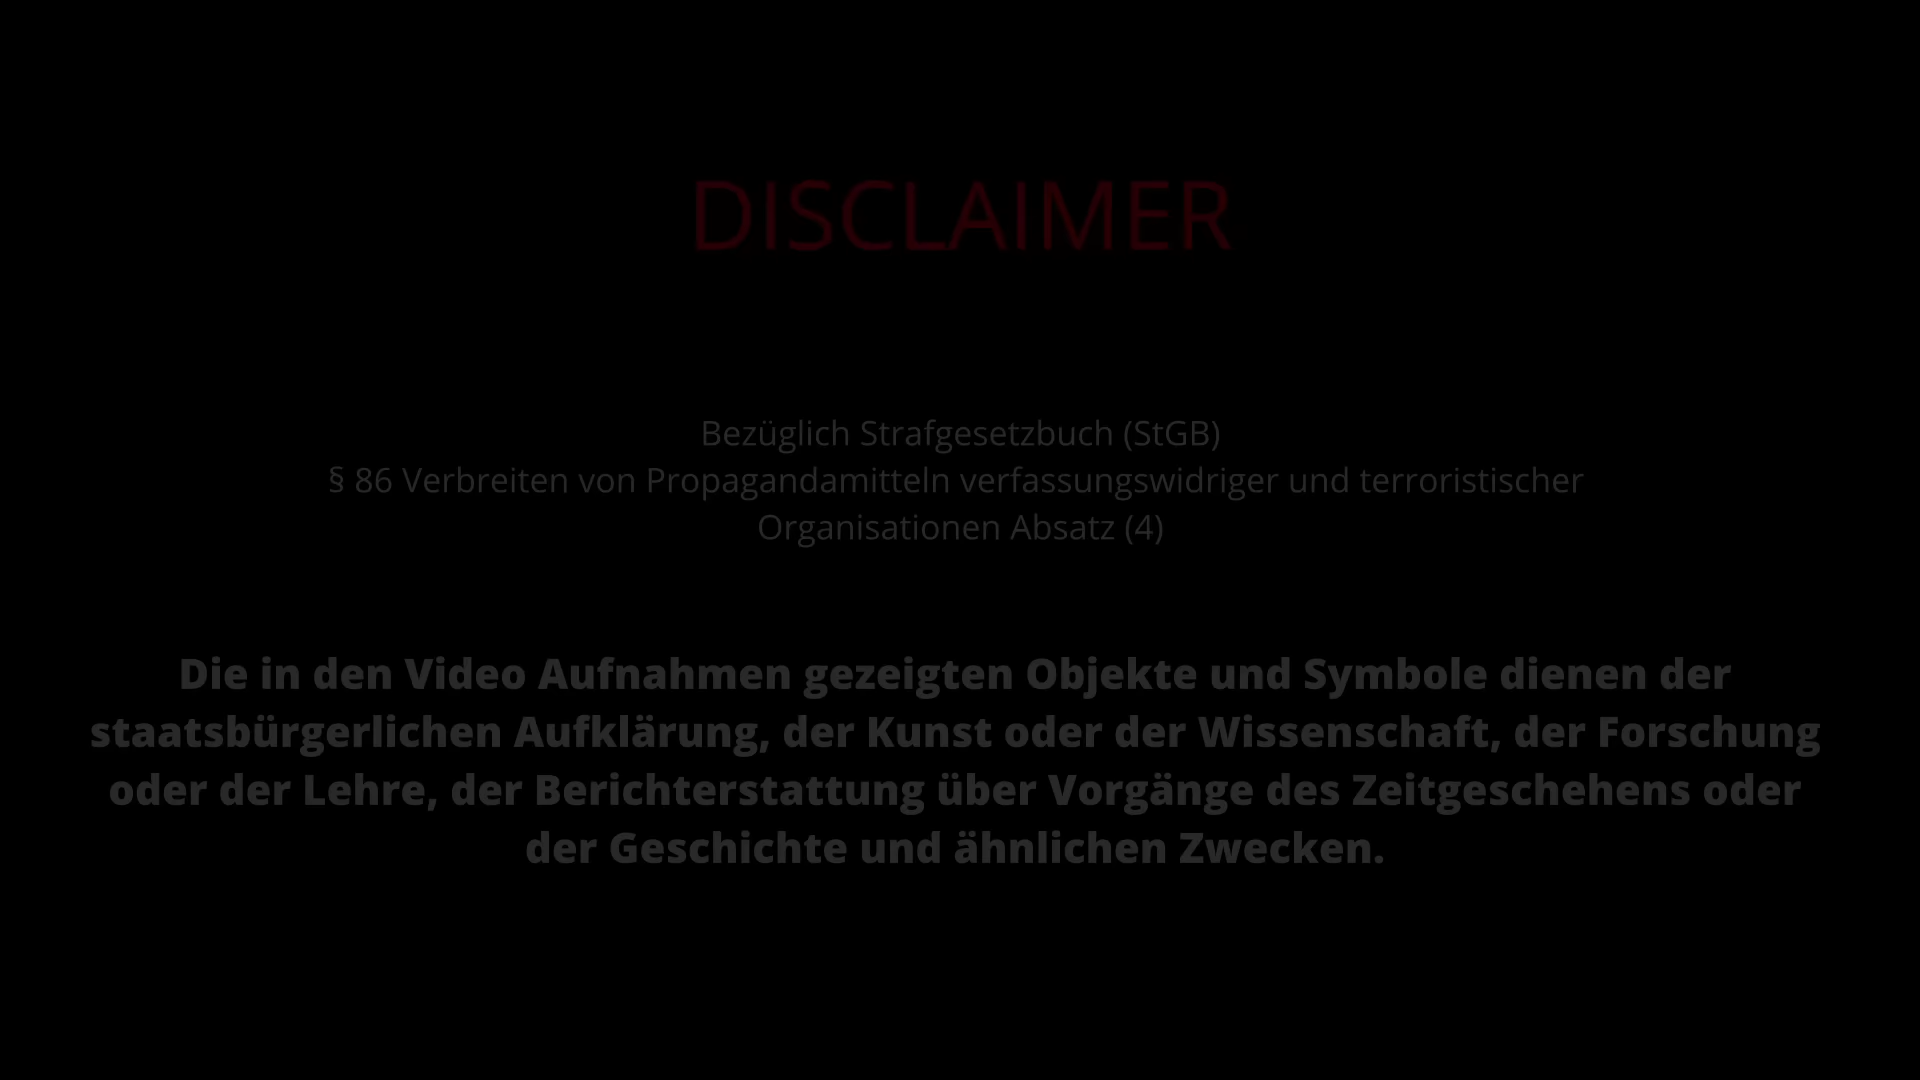 DISCLAIMER
Bezüglich Strafgesetzbuch (StGB)
§ 86 Verbreiten von Propagandamitteln verfassungswidriger und terroristischer
Organisationen Absatz (4)
Die in den Video Aufnahmen gezeigten Objekte und Symbole dienen der
staatsbürgerlichen Aufklärung, der Kunst oder der Wissenschaft, der Forschung
oder der Lehre, der Berichterstattung über Vorgänge des Zeitgeschehens oder
der Geschichte und ähnlichen Zwecken.